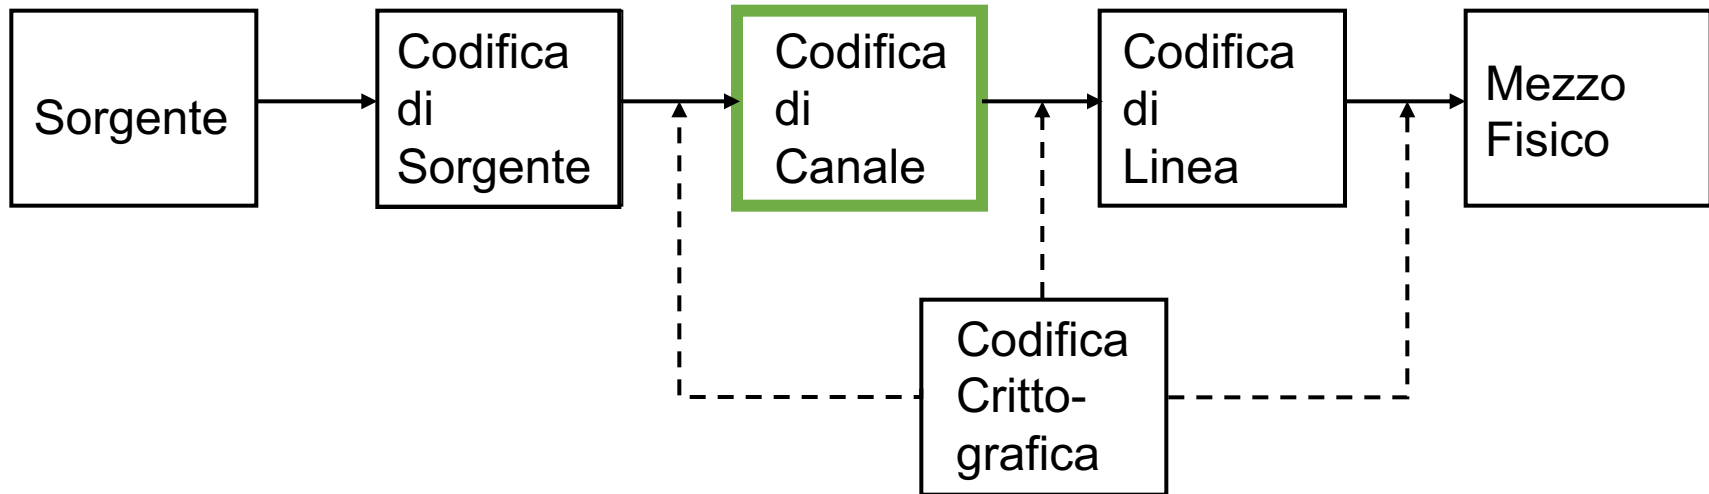 Sorgente
Codifica
di
Sorgente
Codifica
di
Canale
Codifica
di
Linea
Mezzo
Fisico
Codifica
Critto-
grafica